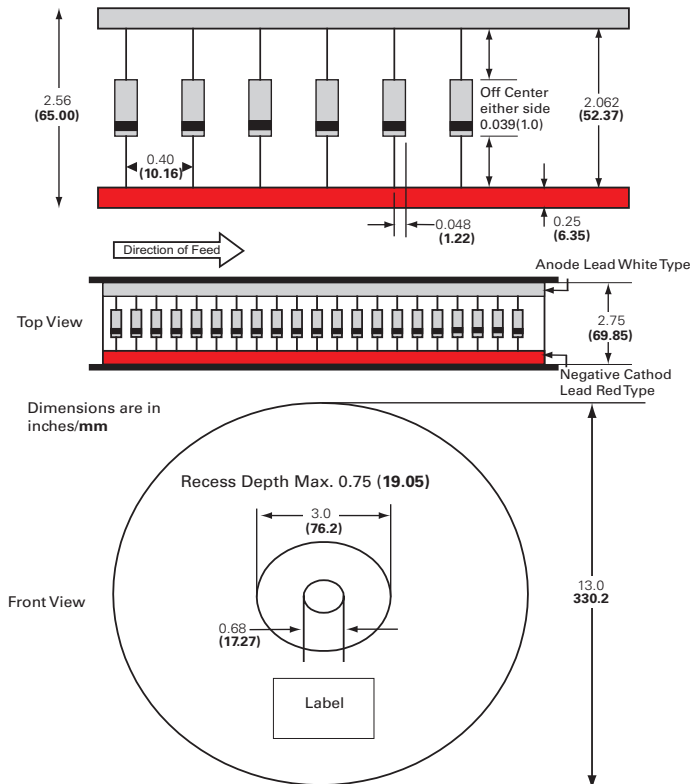 2.56
(65.00)
Off Center
either side
0.039(1.0)
2.062
(52.37)
0.40
(10.16)
0.048
(1.22)
0.25
(6.35)
Direction of Feed
Anode Lead White Type
Top View
2.75
(69.85)
Negative Cathod
Lead Red Type
Dimensions are in
inches/mm
Recess Depth Max. 0.75 (19.05)
3.0
(76.2)
13.0
330.2
Front View
0.68
(17.27)
Label